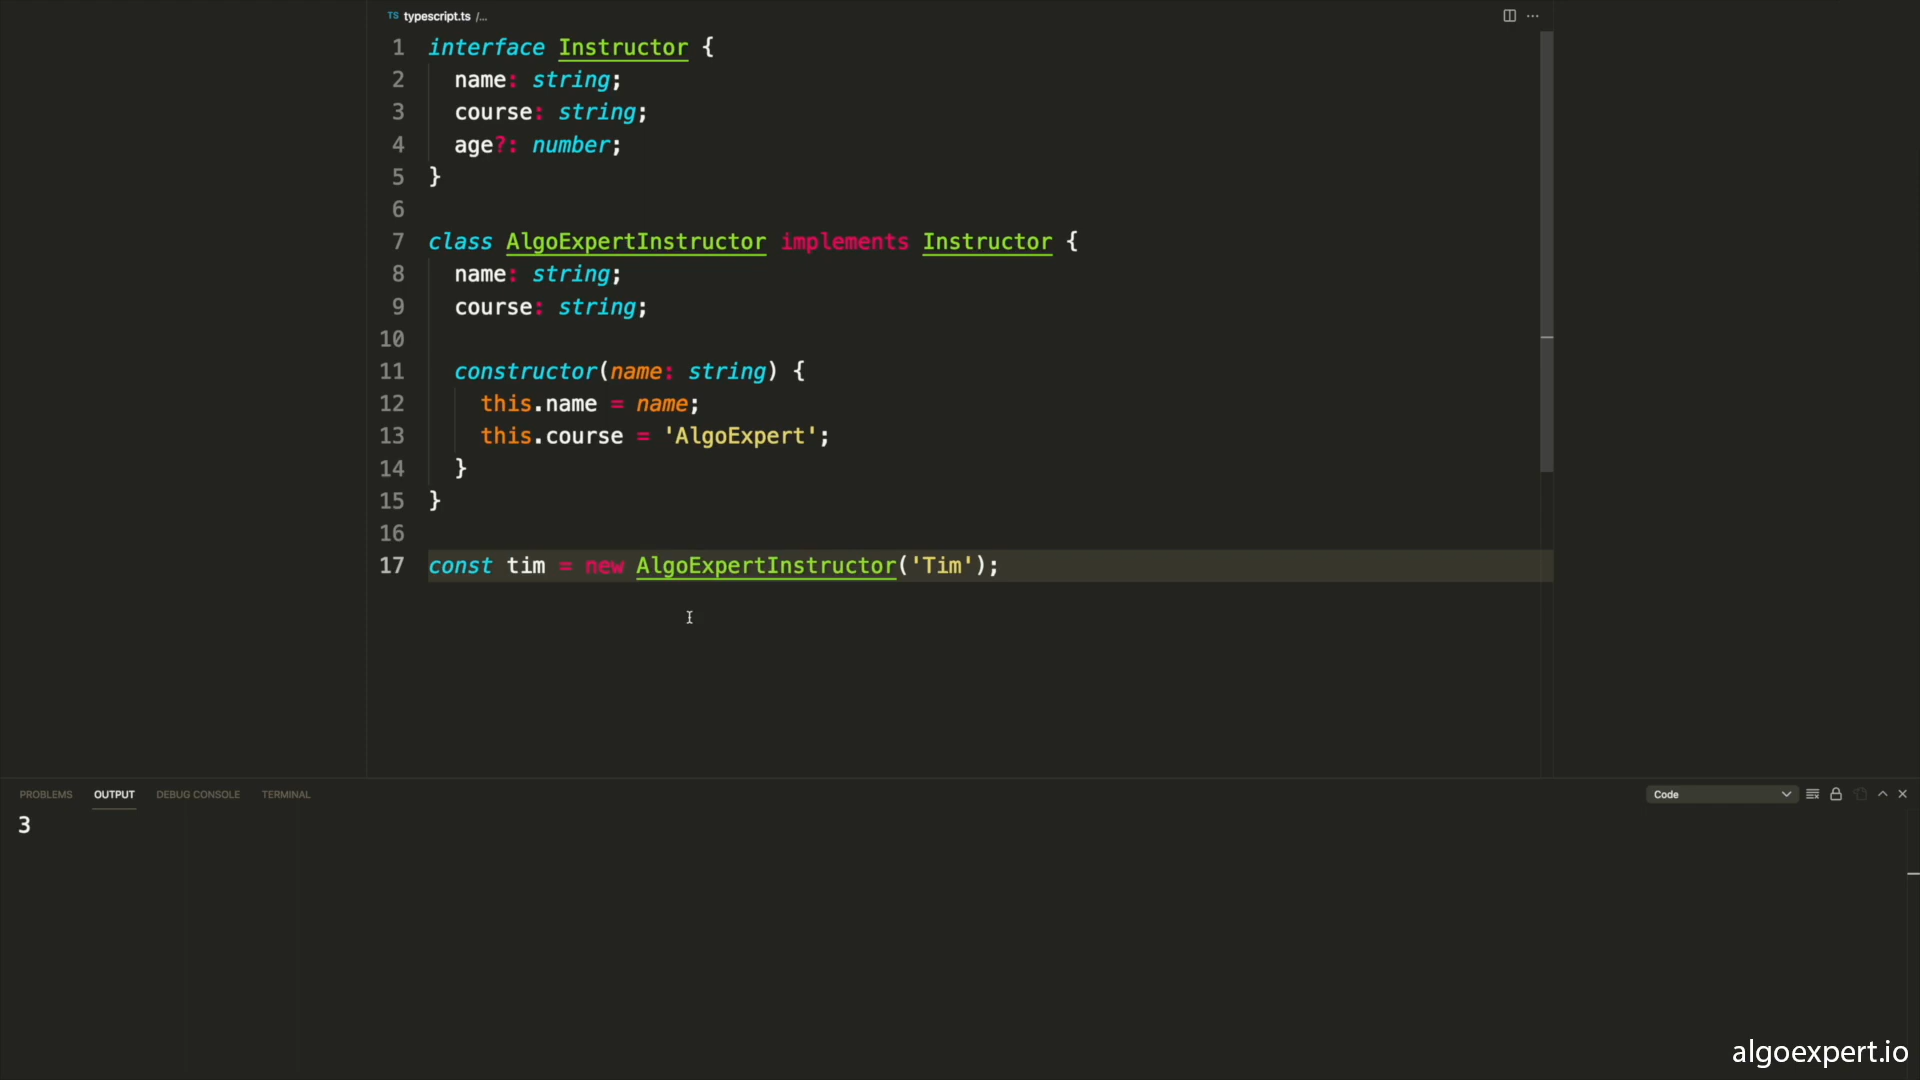 TS typescript.ts /...
1 interface Instructor {
2 name: string;
3 course: string;
4 age?: number;
5 }
6
7 class AlgoExpertInstructor implements Instructor {
8 name: string;
9 course: string;
10
11 constructor(name: string) {
12 this.name = name;
13 this.course = 'AlgoExpert';
14 }
15 }
16
17 const tim = new AlgoExpertInstructor('Tim');
PROBLEMS OUTPUT DEBUG CONSOLE TERMINAL Code
3
algoexpert.io